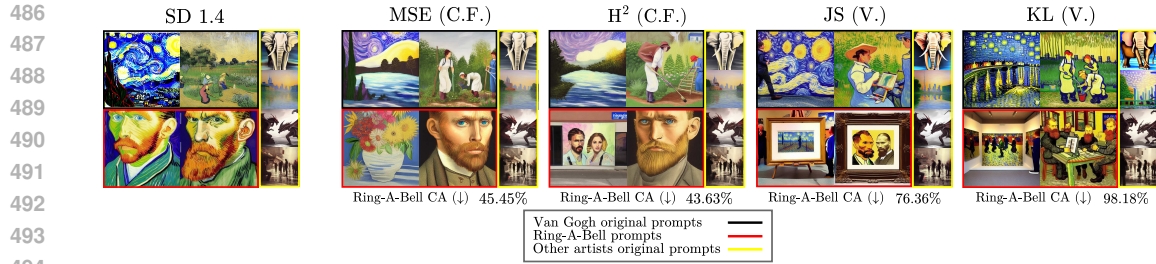 486
SD 1.4 MSE (C.F.) H² (C.F.) JS (V.) KL (V.)
487
488
489
490
491
492 Ring-A-Bell CA (↓) 45.45% Ring-A-Bell CA (↓) 43.63% Ring-A-Bell CA (↓) 76.36% Ring-A-Bell CA (↓) 98.18%
Van Gogh original prompts
493 Ring-A-Bell prompts
Other artists original prompts